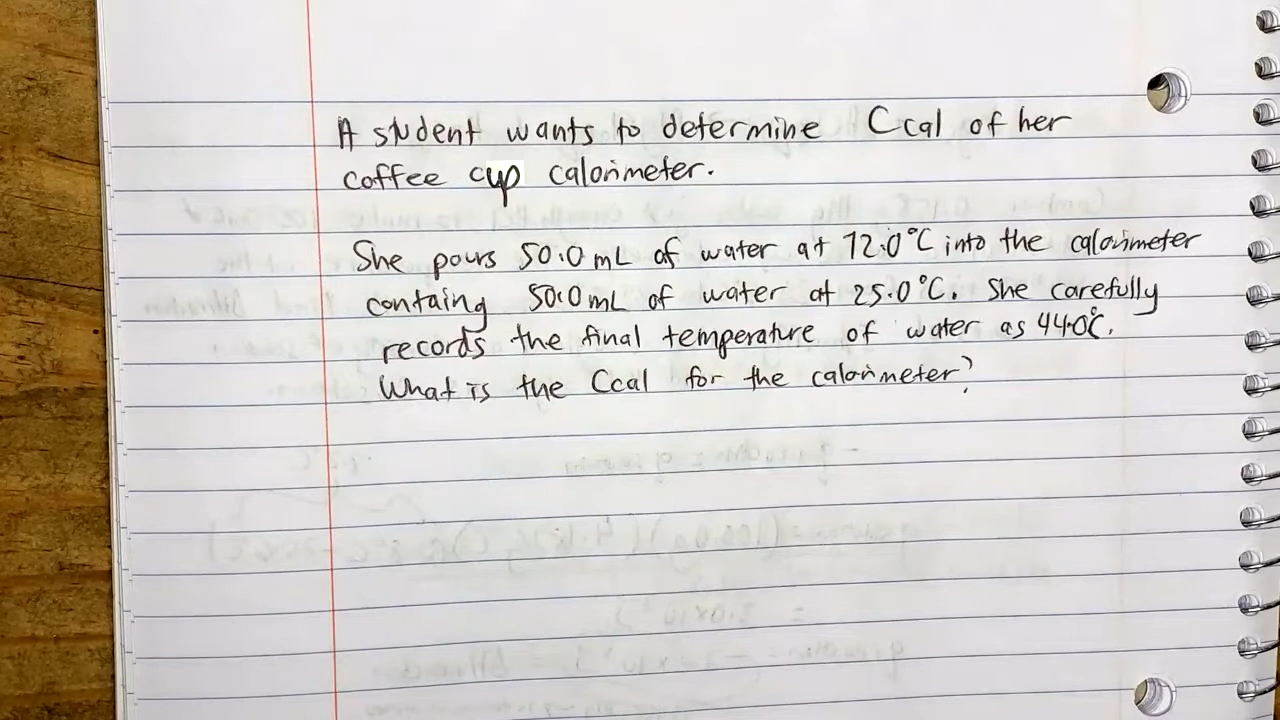 A student wants to determine Ccal of her
coffee cup calorimeter.
She pours 50.0 mL of water at 72.0°C into the calorimeter
containg 50.0 mL of water at 25.0°C. She carefully
records the final temperature of water as 44.0°C.
What is the Ccal for the calorimeter?